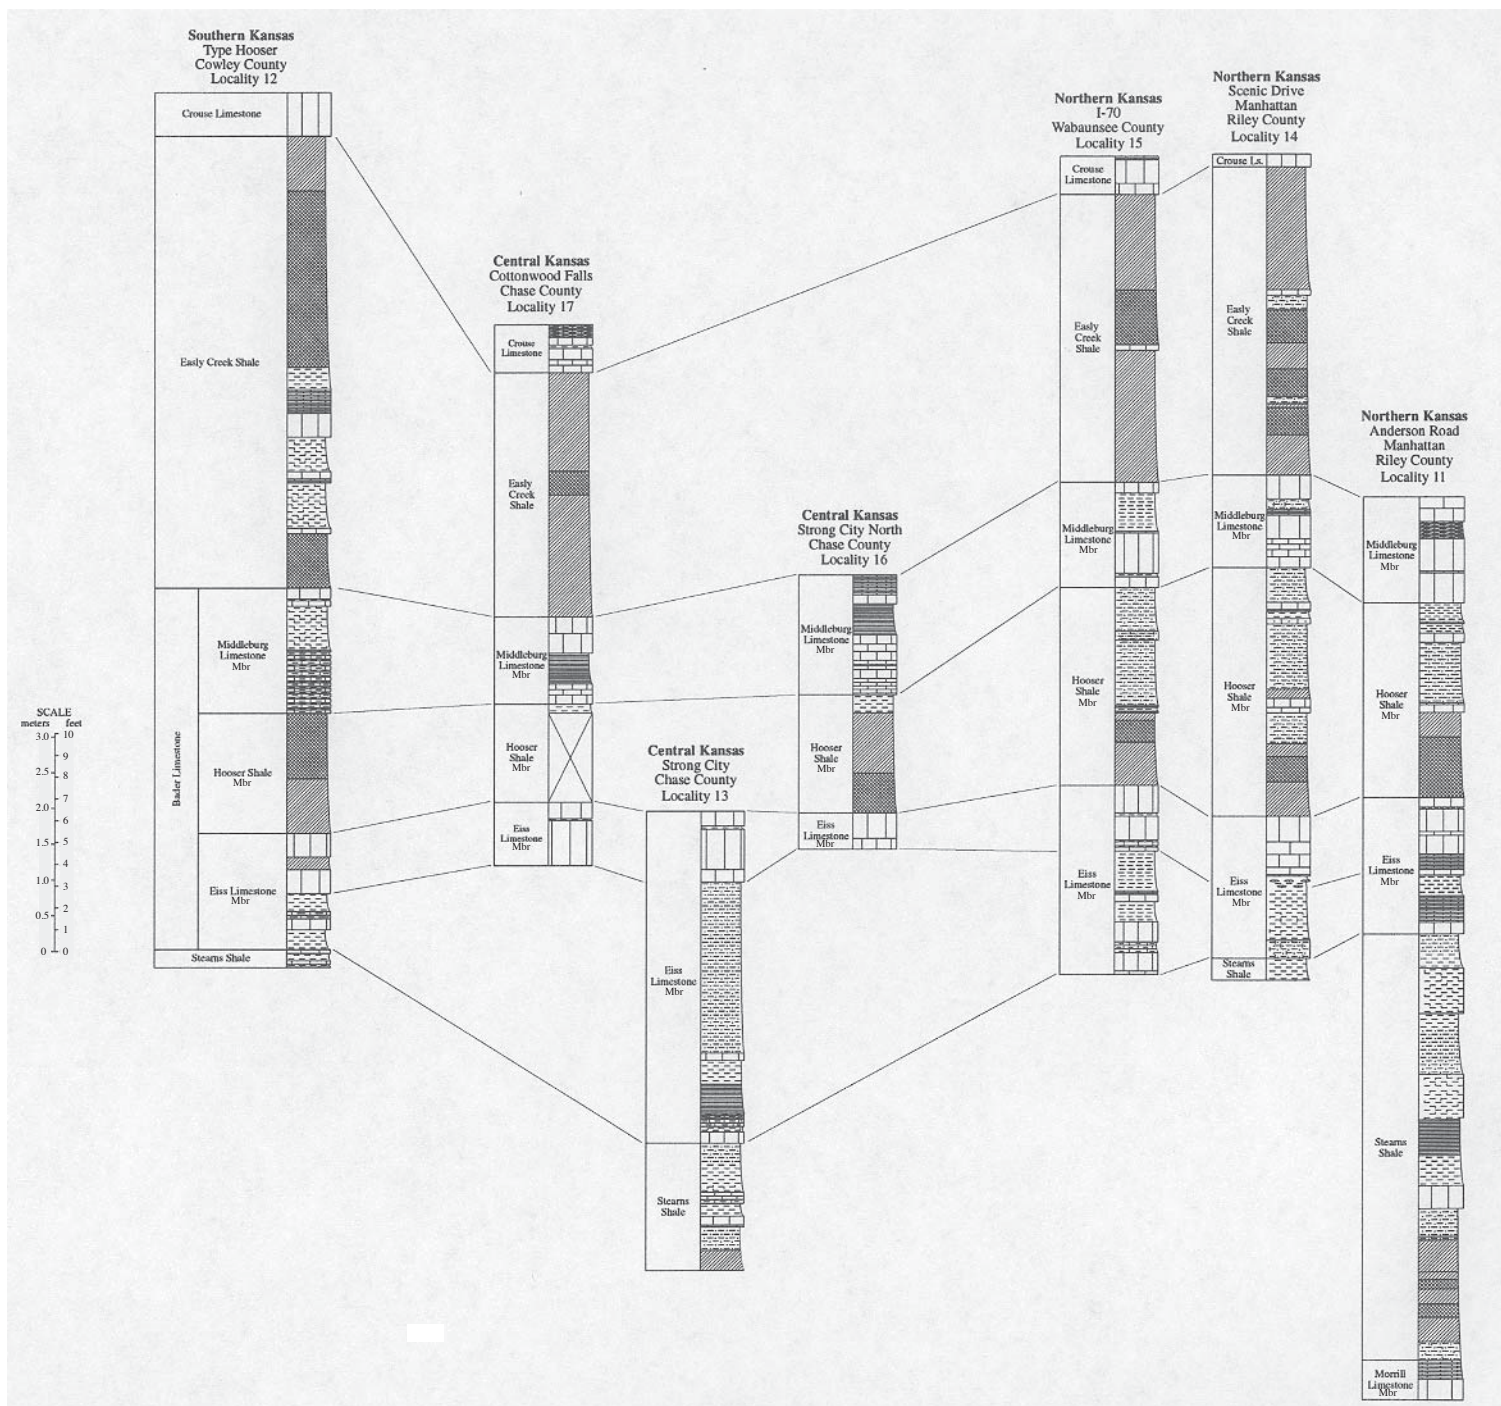 Southern Kansas
Type Hooser
Cowley County
Locality 12
Crouse Limestone
Easly Creek Shale
Bader Limestone
Middleburg
Limestone
Mbr
Hooser Shale
Mbr
Eiss Limestone
Mbr
Stearns Shale
SCALE
meters feet
3.0 10
9
2.5 8
7
2.0 6
1.5 5
4
1.0 3
0.5 2
1
0 0
Central Kansas
Cottonwood Falls
Chase County
Locality 17
Crouse
Limestone
Easly
Creek
Shale
Middleburg
Limestone
Mbr
Hooser
Shale
Mbr
Eiss
Limestone
Mbr
Central Kansas
Strong City
Chase County
Locality 13
Eiss
Limestone
Mbr
Stearns
Shale
Central Kansas
Strong City North
Chase County
Locality 16
Middleburg
Limestone
Mbr
Hooser
Shale
Mbr
Eiss
Limestone
Mbr
Northern Kansas
I-70
Wabaunsee County
Locality 15
Crouse
Limestone
Easly
Creek
Shale
Middleburg
Limestone
Mbr
Hooser
Shale
Mbr
Eiss
Limestone
Mbr
Northern Kansas
Scenic Drive
Manhattan
Riley County
Locality 14
Crouse Ls.
Easly
Creek
Shale
Middleburg
Limestone
Mbr
Hooser
Shale
Mbr
Eiss
Limestone
Mbr
Stearns
Shale
Northern Kansas
Anderson Road
Manhattan
Riley County
Locality 11
Middleburg
Limestone
Mbr
Hooser
Shale
Mbr
Eiss
Limestone
Mbr
Stearns
Shale
Morrill
Limestone
Mbr